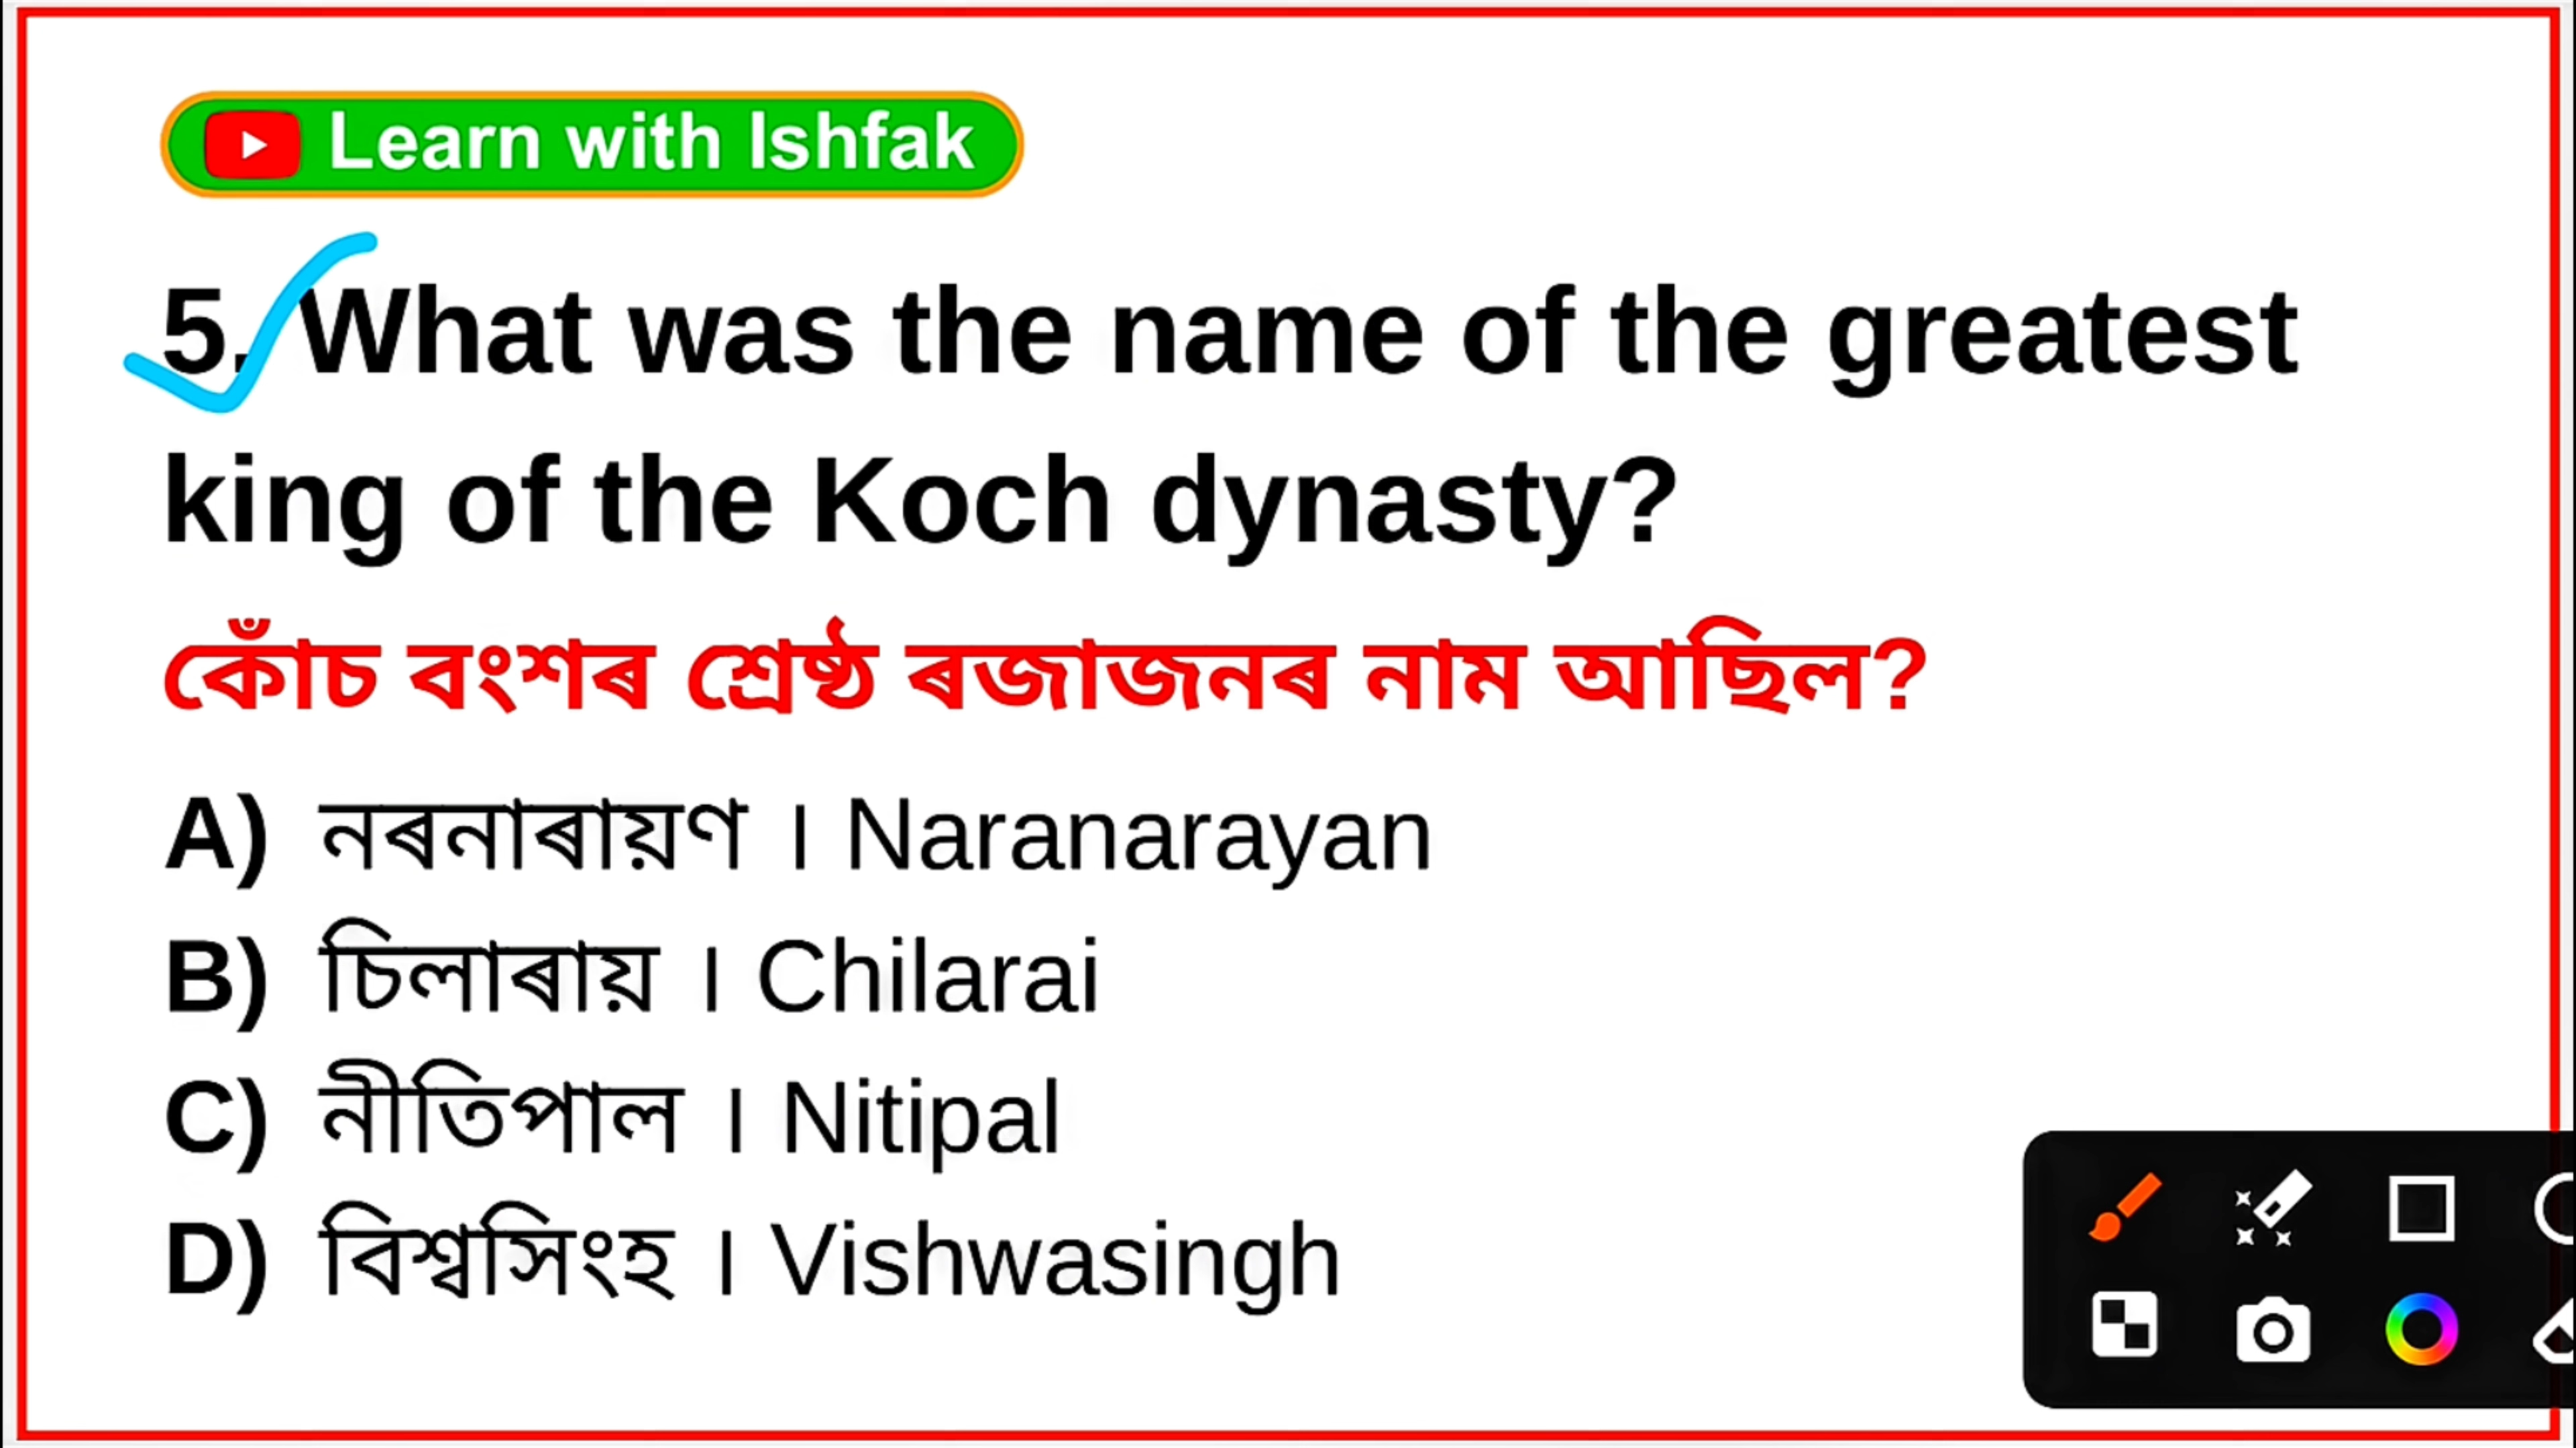 Learn with Ishfak
5. What was the name of the greatest
king of the Koch dynasty?
কোঁচ বংশৰ শ্ৰেষ্ঠ ৰজাজনৰ নাম আছিল?
A) নৰনাৰায়ণ । Naranarayan
B) চিলাৰায় । Chilarai
C) নীতিপাল । Nitipal
D) বিশ্বসিংহ । Vishwasingh